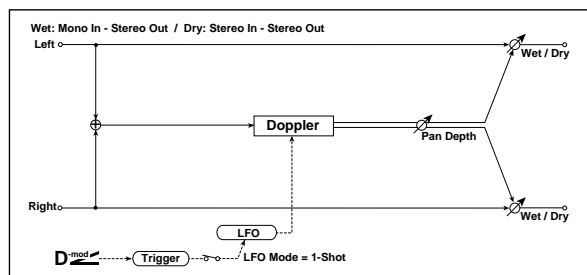 Wet: Mono In - Stereo Out / Dry: Stereo In - Stereo Out
Left
Wet / Dry
Doppler
Pan Depth
Right
Wet / Dry
LFO
D-mod
Trigger
LFO Mode = 1-Shot